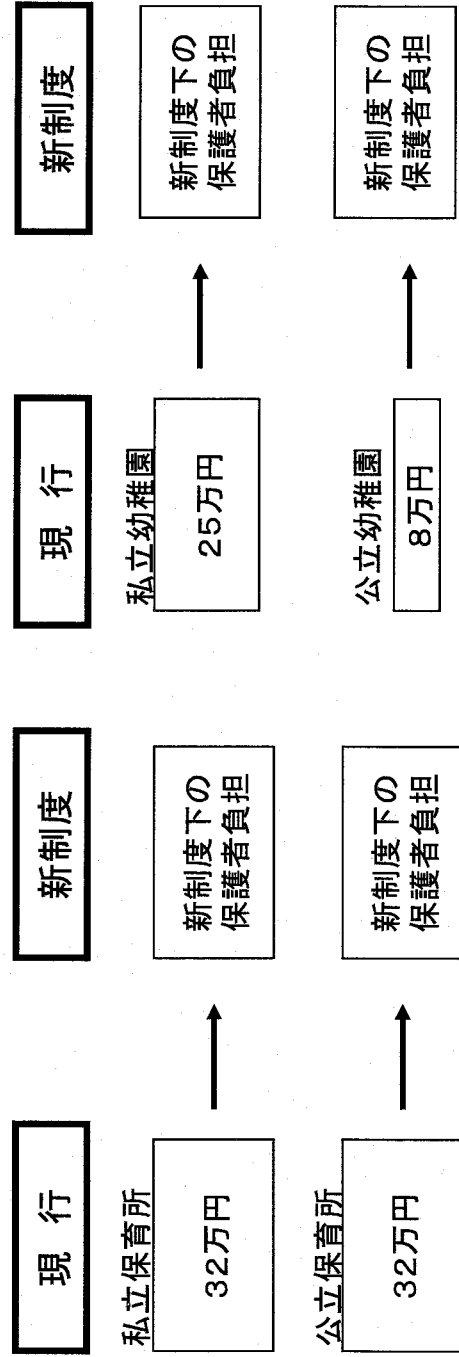 現 行
新制度
私立保育所
32万円
新制度下の
保護者負担
公立保育所
32万円
新制度下の
保護者負担
現 行
新制度
私立幼稚園
25万円
新制度下の
保護者負担
公立幼稚園
8万円
新制度下の
保護者負担